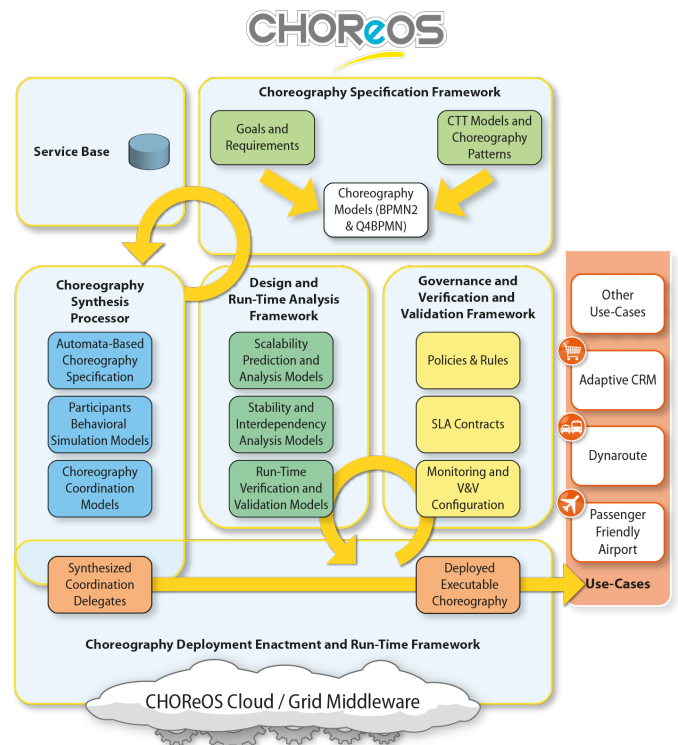 CHOReOS
Choreography Specification Framework
Service Base
Goals and
Requirements
CTT Models and
Choreography
Patterns
Choreography
Models (BPMN2
& Q4BPMN)
Choreography
Synthesis
Processor
Automata-Based
Choreography
Specification
Participants
Behavioral
Simulation Models
Choreography
Coordination
Models
Design and
Run-Time Analysis
Framework
Scalability
Prediction and
Analysis Models
Stability and
Interdependency
Analysis Models
Run-Time
Verification and
Validation Models
Governance and
Verification and
Validation Framework
Policies & Rules
SLA Contracts
Monitoring and
V&V
Configuration
Other
Use-Cases
Adaptive CRM
Dynaroute
Passenger
Friendly
Airport
Use-Cases
Synthesized
Coordination
Delegates
Deployed
Executable
Choreography
Choreography Deployment Enactment and Run-Time Framework
CHOReOS Cloud / Grid Middleware